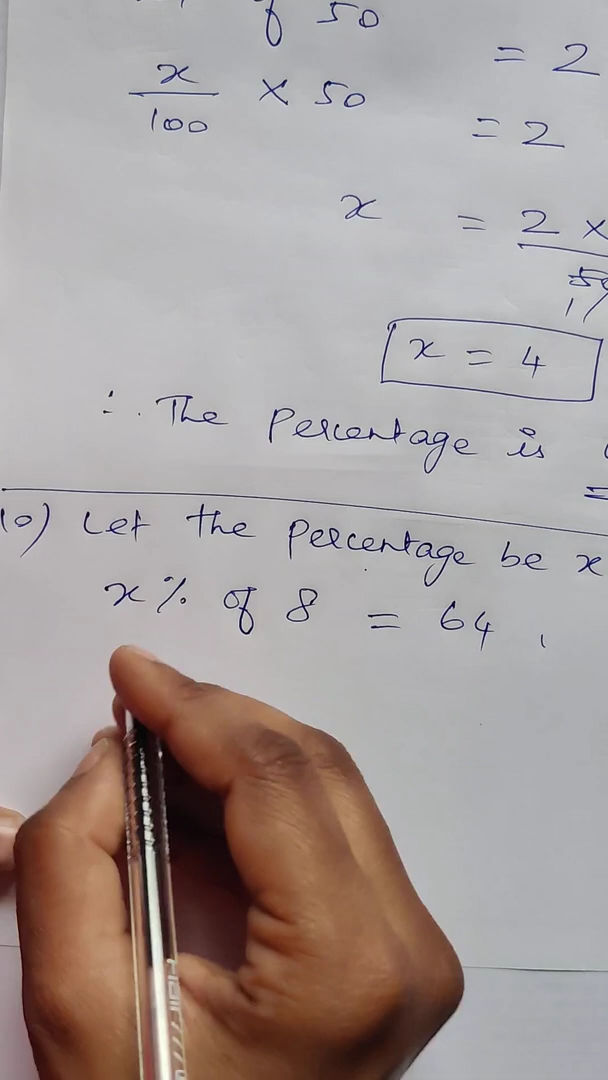 of 50 = 2
x/100 × 50 = 2
x = 2 ×
50
x = 4
∴ The Percentage is
=
10) Let the Percentage be x
x% of 8 = 64,